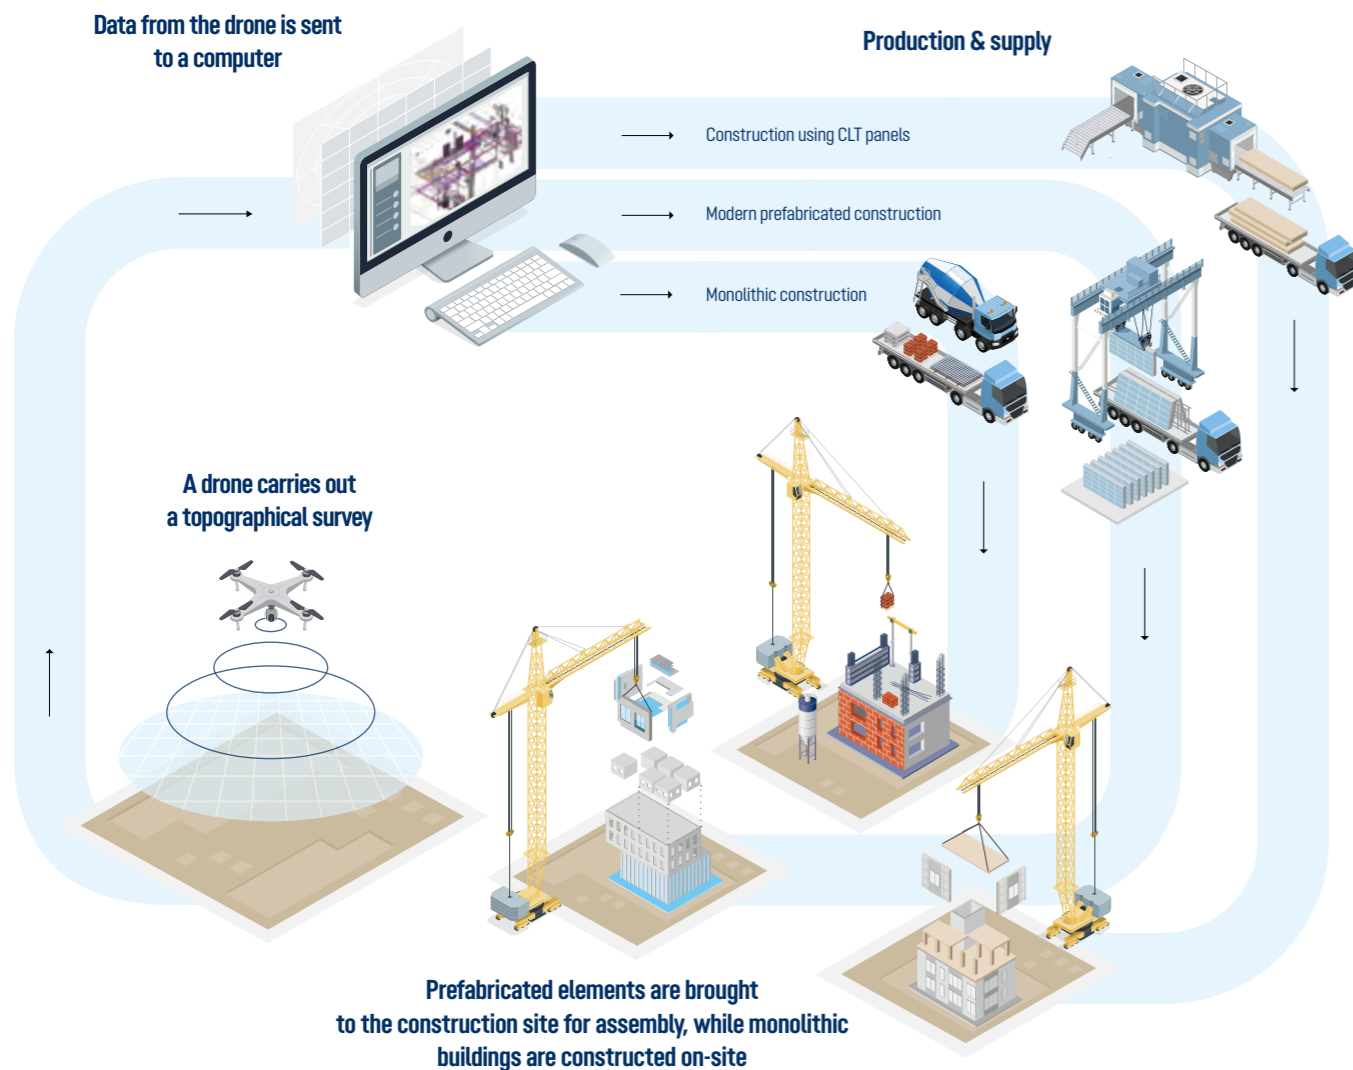 Data from the drone is sent
to a computer
Production & supply
Construction using CLT panels
Modern prefabricated construction
Monolithic construction
A drone carries out
a topographical survey
Prefabricated elements are brought
to the construction site for assembly, while monolithic
buildings are constructed on-site